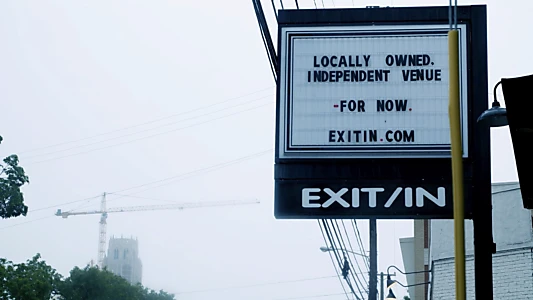 LOCALLY OWNED.
INDEPENDENT VENUE
-FOR NOW.
EXITIN.COM
EXIT/IN